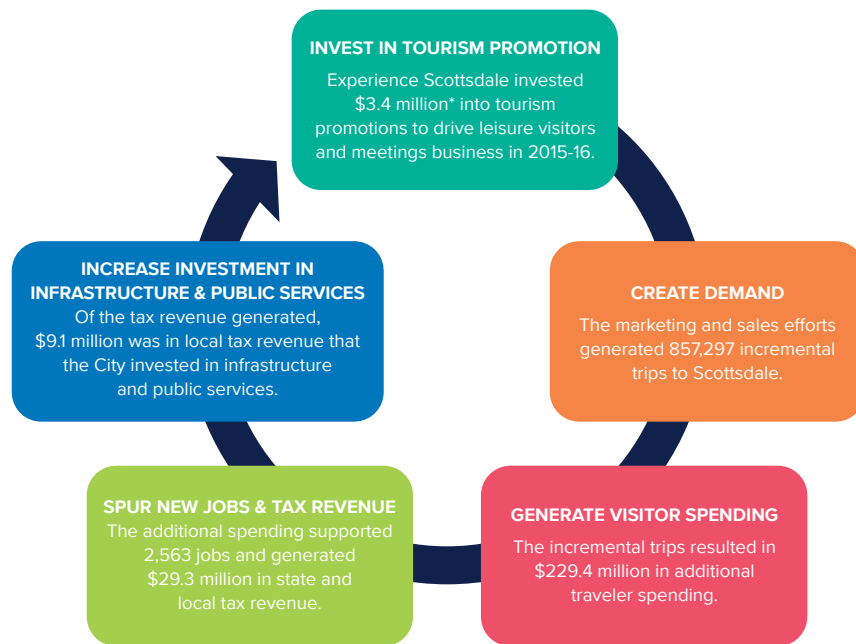 INVEST IN TOURISM PROMOTION
Experience Scottsdale invested
$3.4 million* into tourism
promotions to drive leisure visitors
and meetings business in 2015-16.
CREATE DEMAND
The marketing and sales efforts
generated 857,297 incremental
trips to Scottsdale.
GENERATE VISITOR SPENDING
The incremental trips resulted in
$229.4 million in additional
traveler spending.
SPUR NEW JOBS & TAX REVENUE
The additional spending supported
2,563 jobs and generated
$29.3 million in state and
local tax revenue.
INCREASE INVESTMENT IN
INFRASTRUCTURE & PUBLIC SERVICES
Of the tax revenue generated,
$9.1 million was in local tax revenue that
the City invested in infrastructure
and public services.